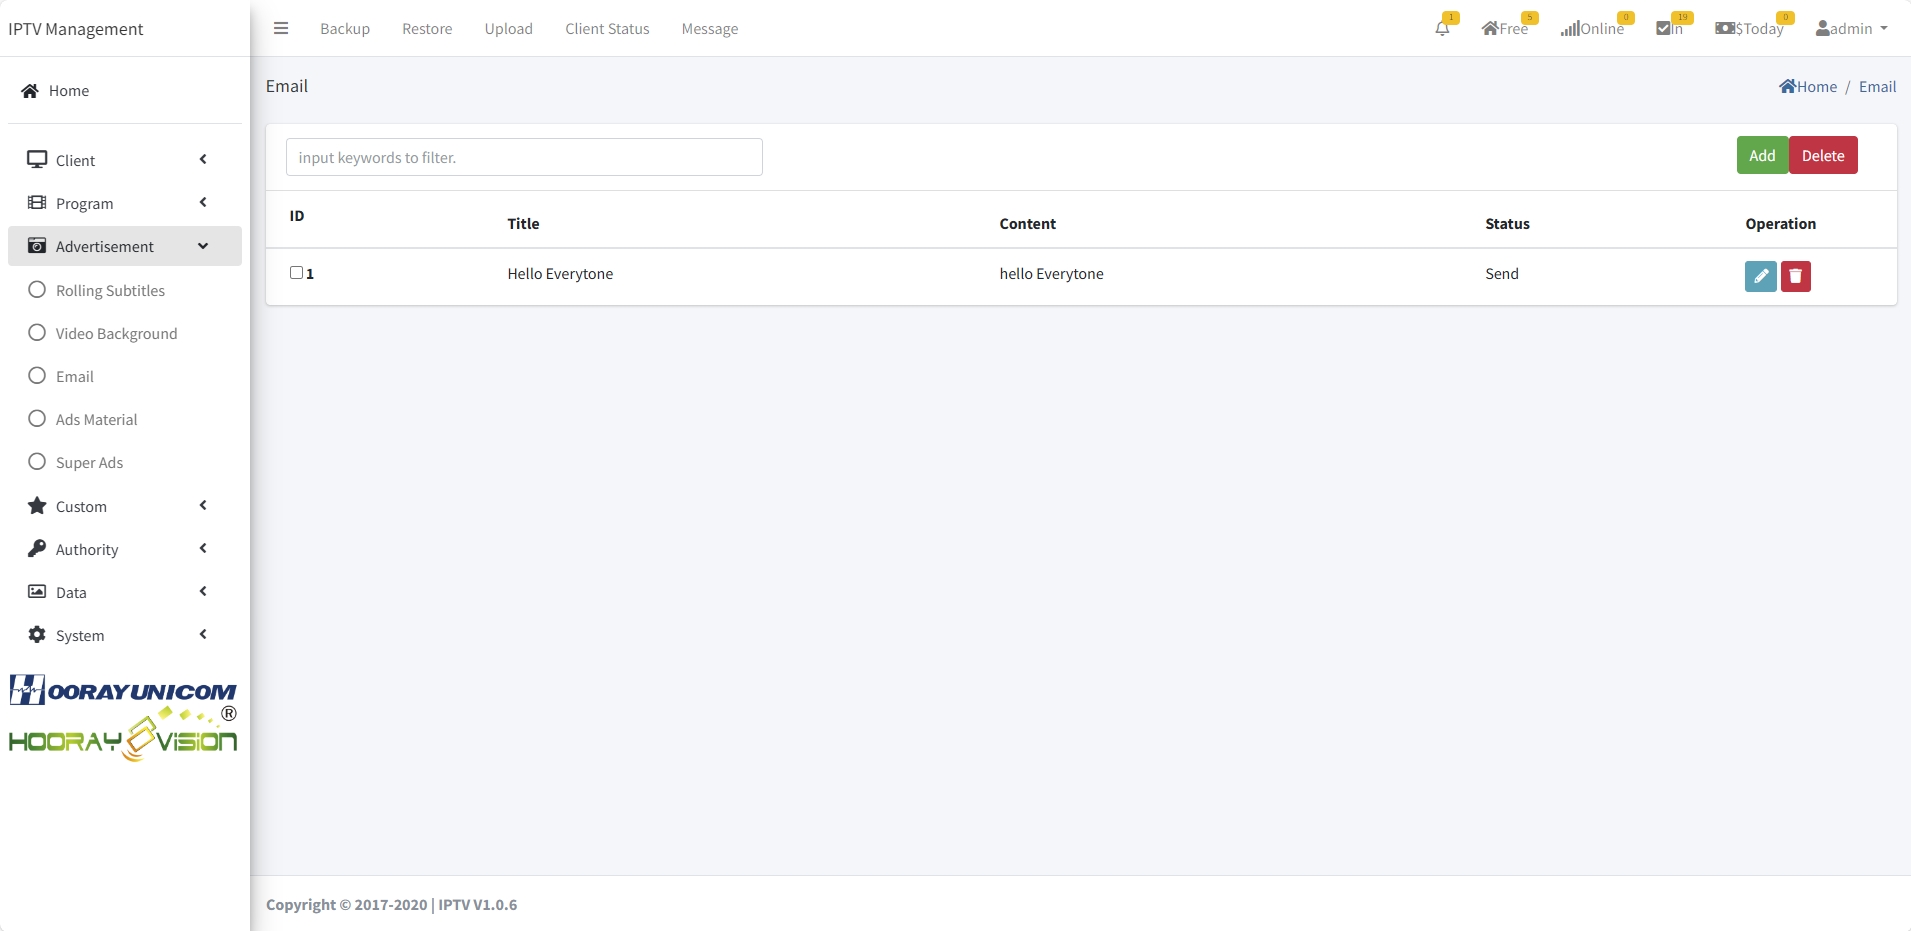 IPTV Management
Backup Restore Upload Client Status Message
1 Free 5 Online 0 In 19 $Today 0 admin
Home
Client
Program
Advertisement
Rolling Subtitles
Video Background
Email
Ads Material
Super Ads
Custom
Authority
Data
System
HOORAYUNICOM
HOORAY VISION ®
Email
Home / Email
input keywords to filter.
Add Delete
ID Title Content Status Operation
1 Hello Everytone hello Everytone Send
Copyright © 2017-2020 | IPTV V1.0.6